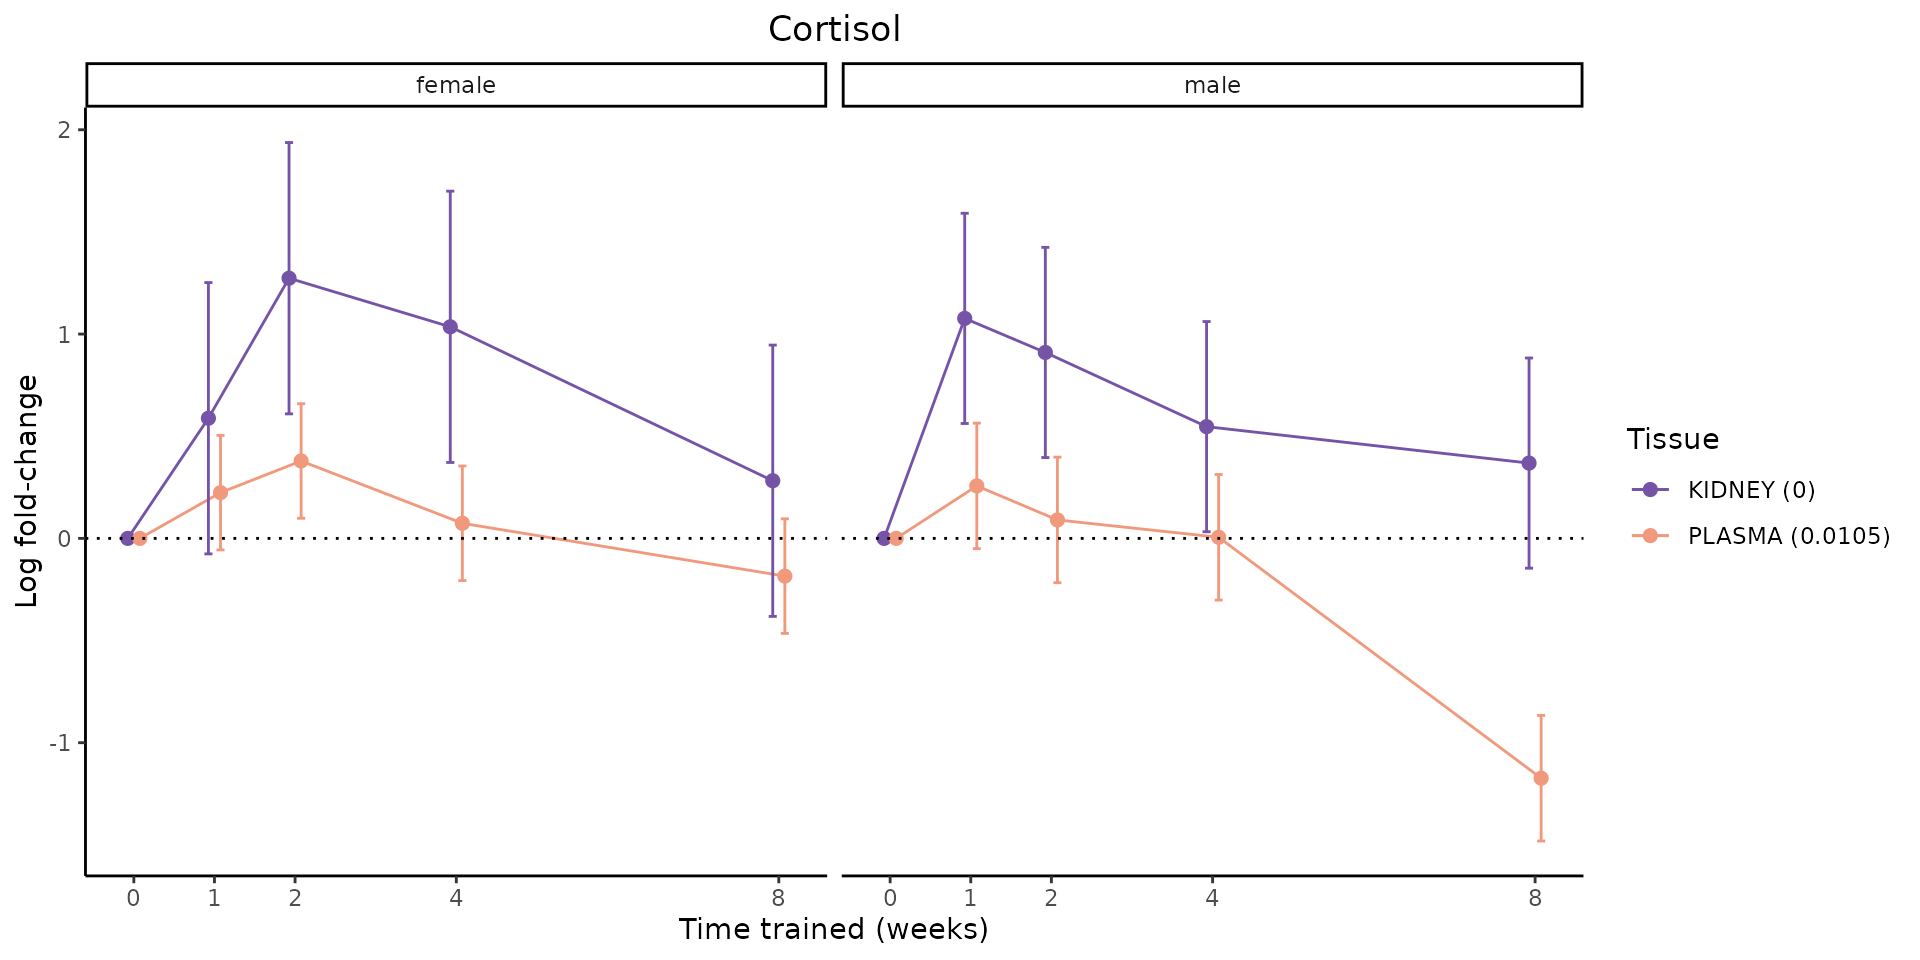 Cortisol
female
male
2
1
0
-1
Log fold-change
0 1 2 4 8
0 1 2 4 8
Time trained (weeks)
Tissue
KIDNEY (0)
PLASMA (0.0105)